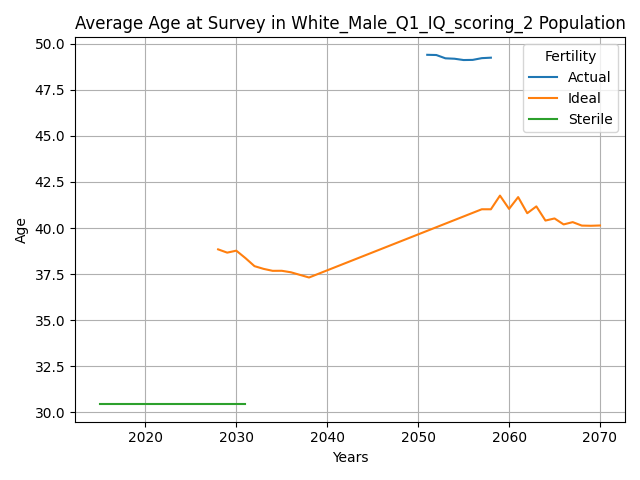 Average Age at Survey in White_Male_Q1_IQ_scoring_2 Population
50.0
47.5
45.0
42.5
40.0
37.5
35.0
32.5
30.0
Age
Fertility
Actual
Ideal
Sterile
2020 2030 2040 2050 2060 2070
Years